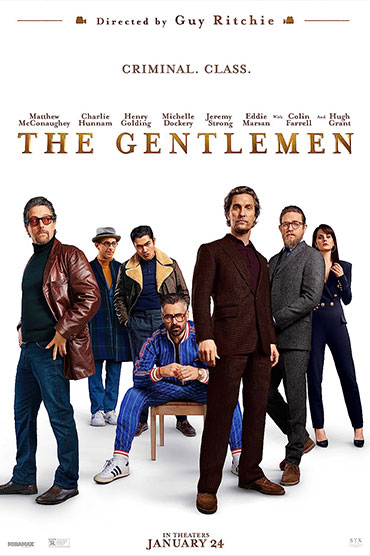 Directed by Guy Ritchie
CRIMINAL. CLASS.
Matthew McConaughey Charlie Hunnam Henry Golding Michelle Dockery Jeremy Strong Eddie Marsan With Colin Farrell And Hugh Grant
THE GENTLEMEN
IN THEATERS
JANUARY 24
MIRAMAX
STX